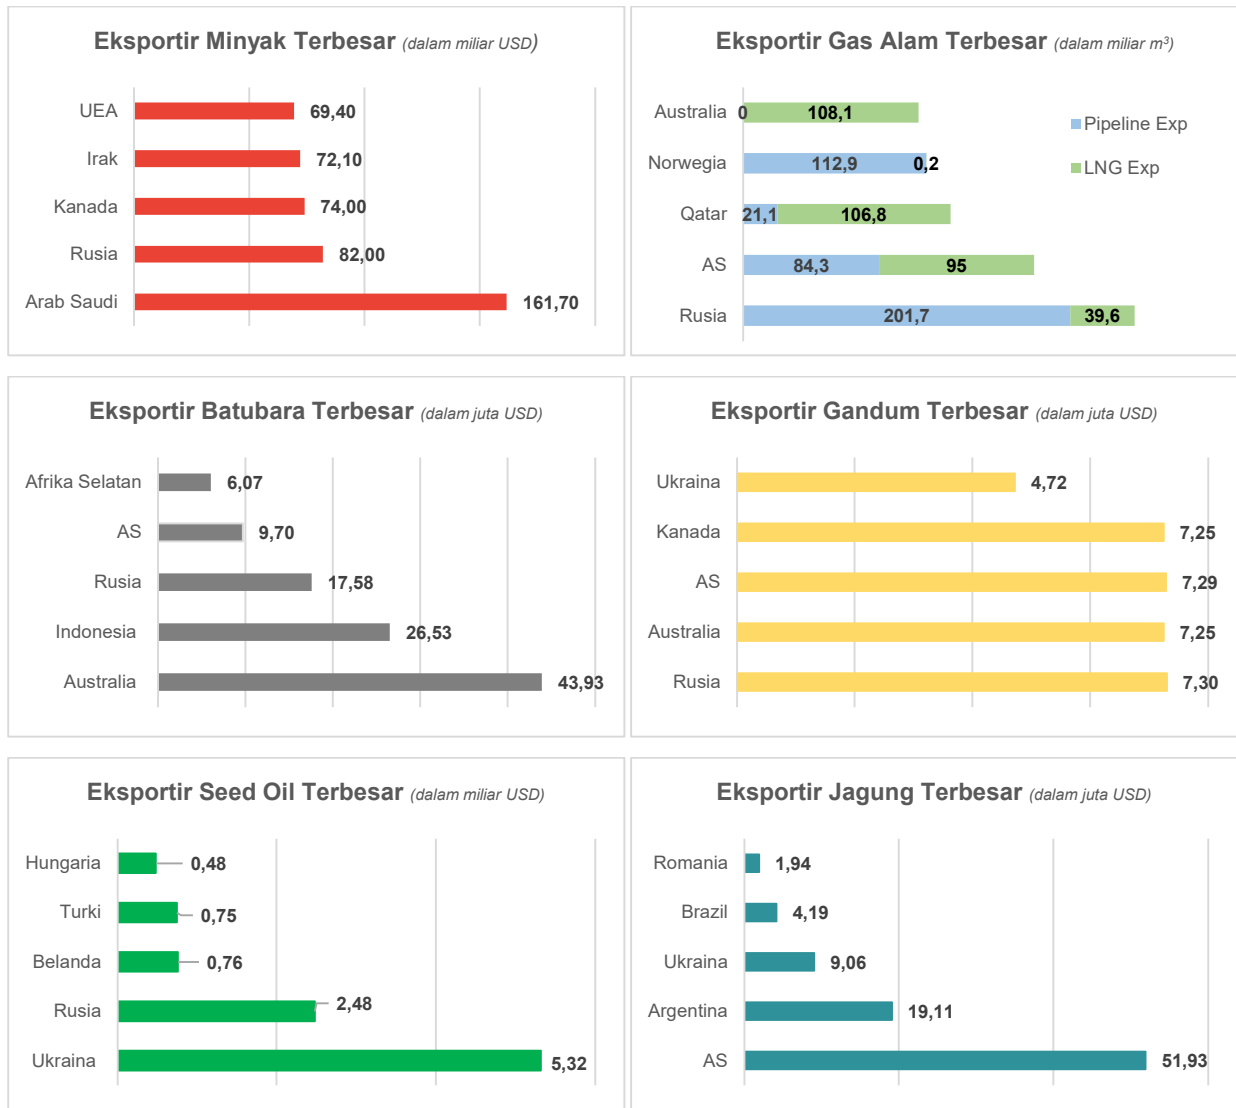 Eksportir Minyak Terbesar (dalam miliar USD)
UEA 69,40
Irak 72,10
Kanada 74,00
Rusia 82,00
Arab Saudi 161,70
Eksportir Gas Alam Terbesar (dalam miliar m³)
Australia 0 108,1
Norwegia 112,9 0,2
Qatar 21,1 106,8
AS 84,3 95
Rusia 201,7 39,6
Pipeline Exp
LNG Exp
Eksportir Batubara Terbesar (dalam juta USD)
Afrika Selatan 6,07
AS 9,70
Rusia 17,58
Indonesia 26,53
Australia 43,93
Eksportir Gandum Terbesar (dalam juta USD)
Ukraina 4,72
Kanada 7,25
AS 7,29
Australia 7,25
Rusia 7,30
Eksportir Seed Oil Terbesar (dalam miliar USD)
Hungaria 0,48
Turki 0,75
Belanda 0,76
Rusia 2,48
Ukraina 5,32
Eksportir Jagung Terbesar (dalam juta USD)
Romania 1,94
Brazil 4,19
Ukraina 9,06
Argentina 19,11
AS 51,93